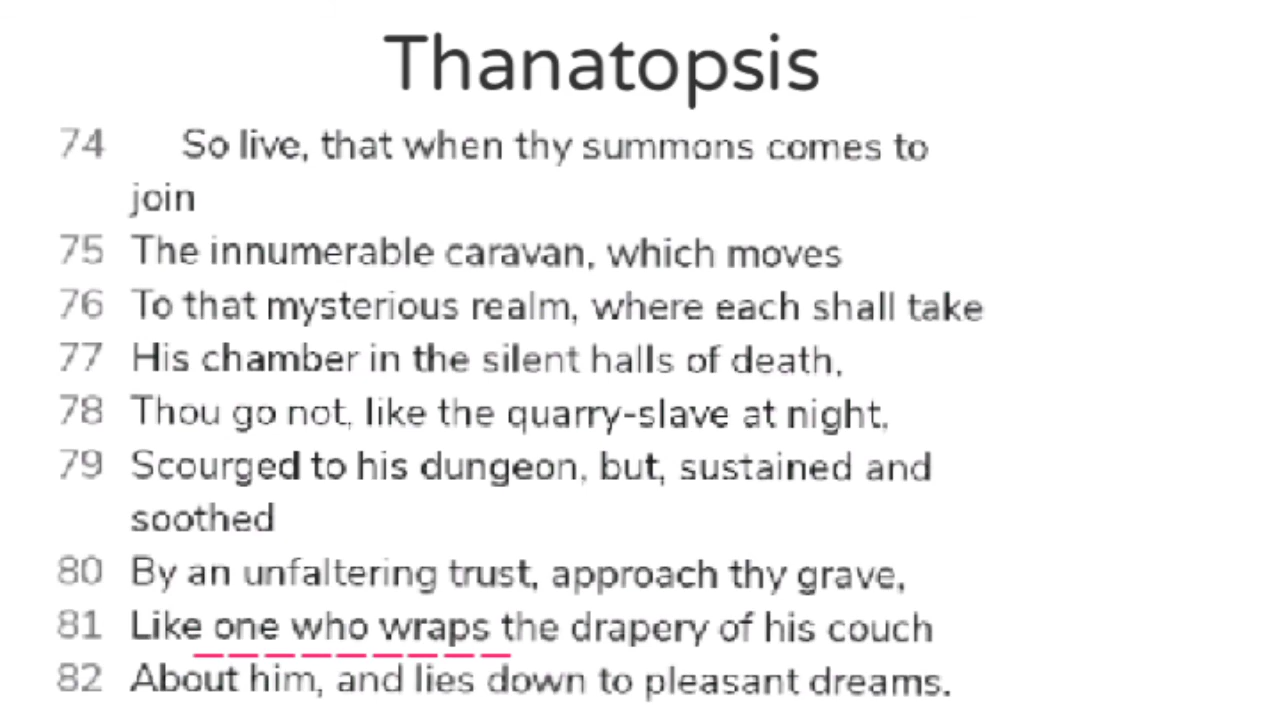 Thanatopsis
74 So live, that when thy summons comes to
join
75 The innumerable caravan, which moves
76 To that mysterious realm, where each shall take
77 His chamber in the silent halls of death,
78 Thou go not, like the quarry-slave at night,
79 Scourged to his dungeon, but, sustained and
soothed
80 By an unfaltering trust, approach thy grave,
81 Like one who wraps the drapery of his couch
82 About him, and lies down to pleasant dreams.